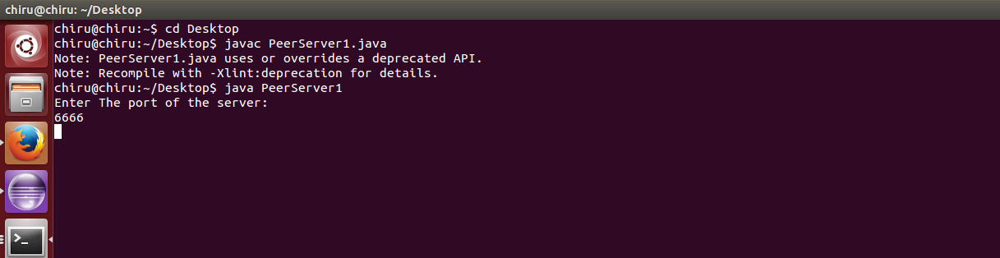 chiru@chiru: ~/Desktop
chiru@chiru:~$ cd Desktop
chiru@chiru:~/Desktop$ javac PeerServer1.java
Note: PeerServer1.java uses or overrides a deprecated API.
Note: Recompile with -Xlint:deprecation for details.
chiru@chiru:~/Desktop$ java PeerServer1
Enter The port of the server:
6666